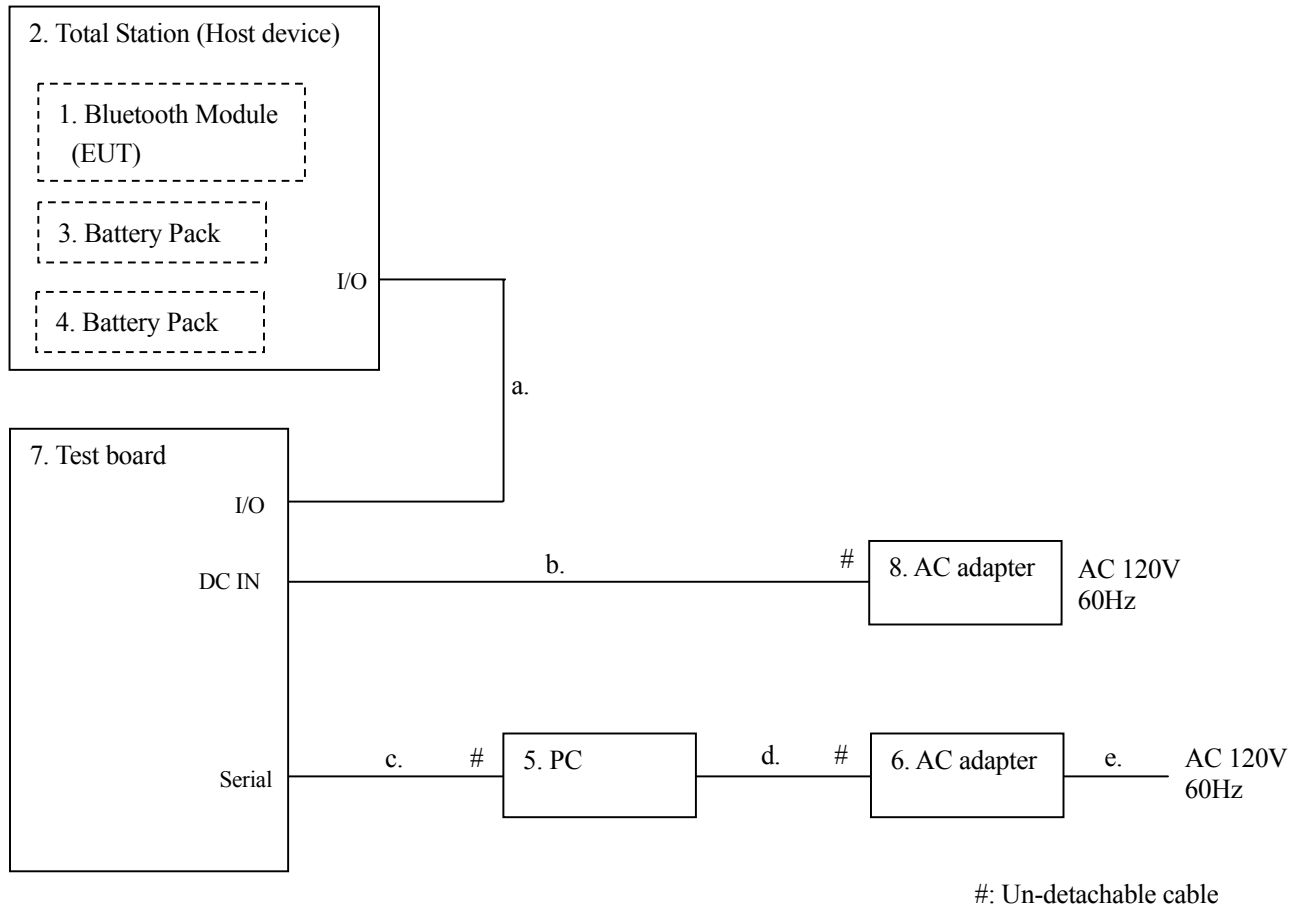 2. Total Station (Host device)
1. Bluetooth Module
(EUT)
3. Battery Pack
I/O
4. Battery Pack
a.
7. Test board
I/O
b.
#
8. AC adapter
AC 120V
60Hz
DC IN
c.
#
5. PC
d.
#
6. AC adapter
e.
AC 120V
60Hz
Serial
#: Un-detachable cable